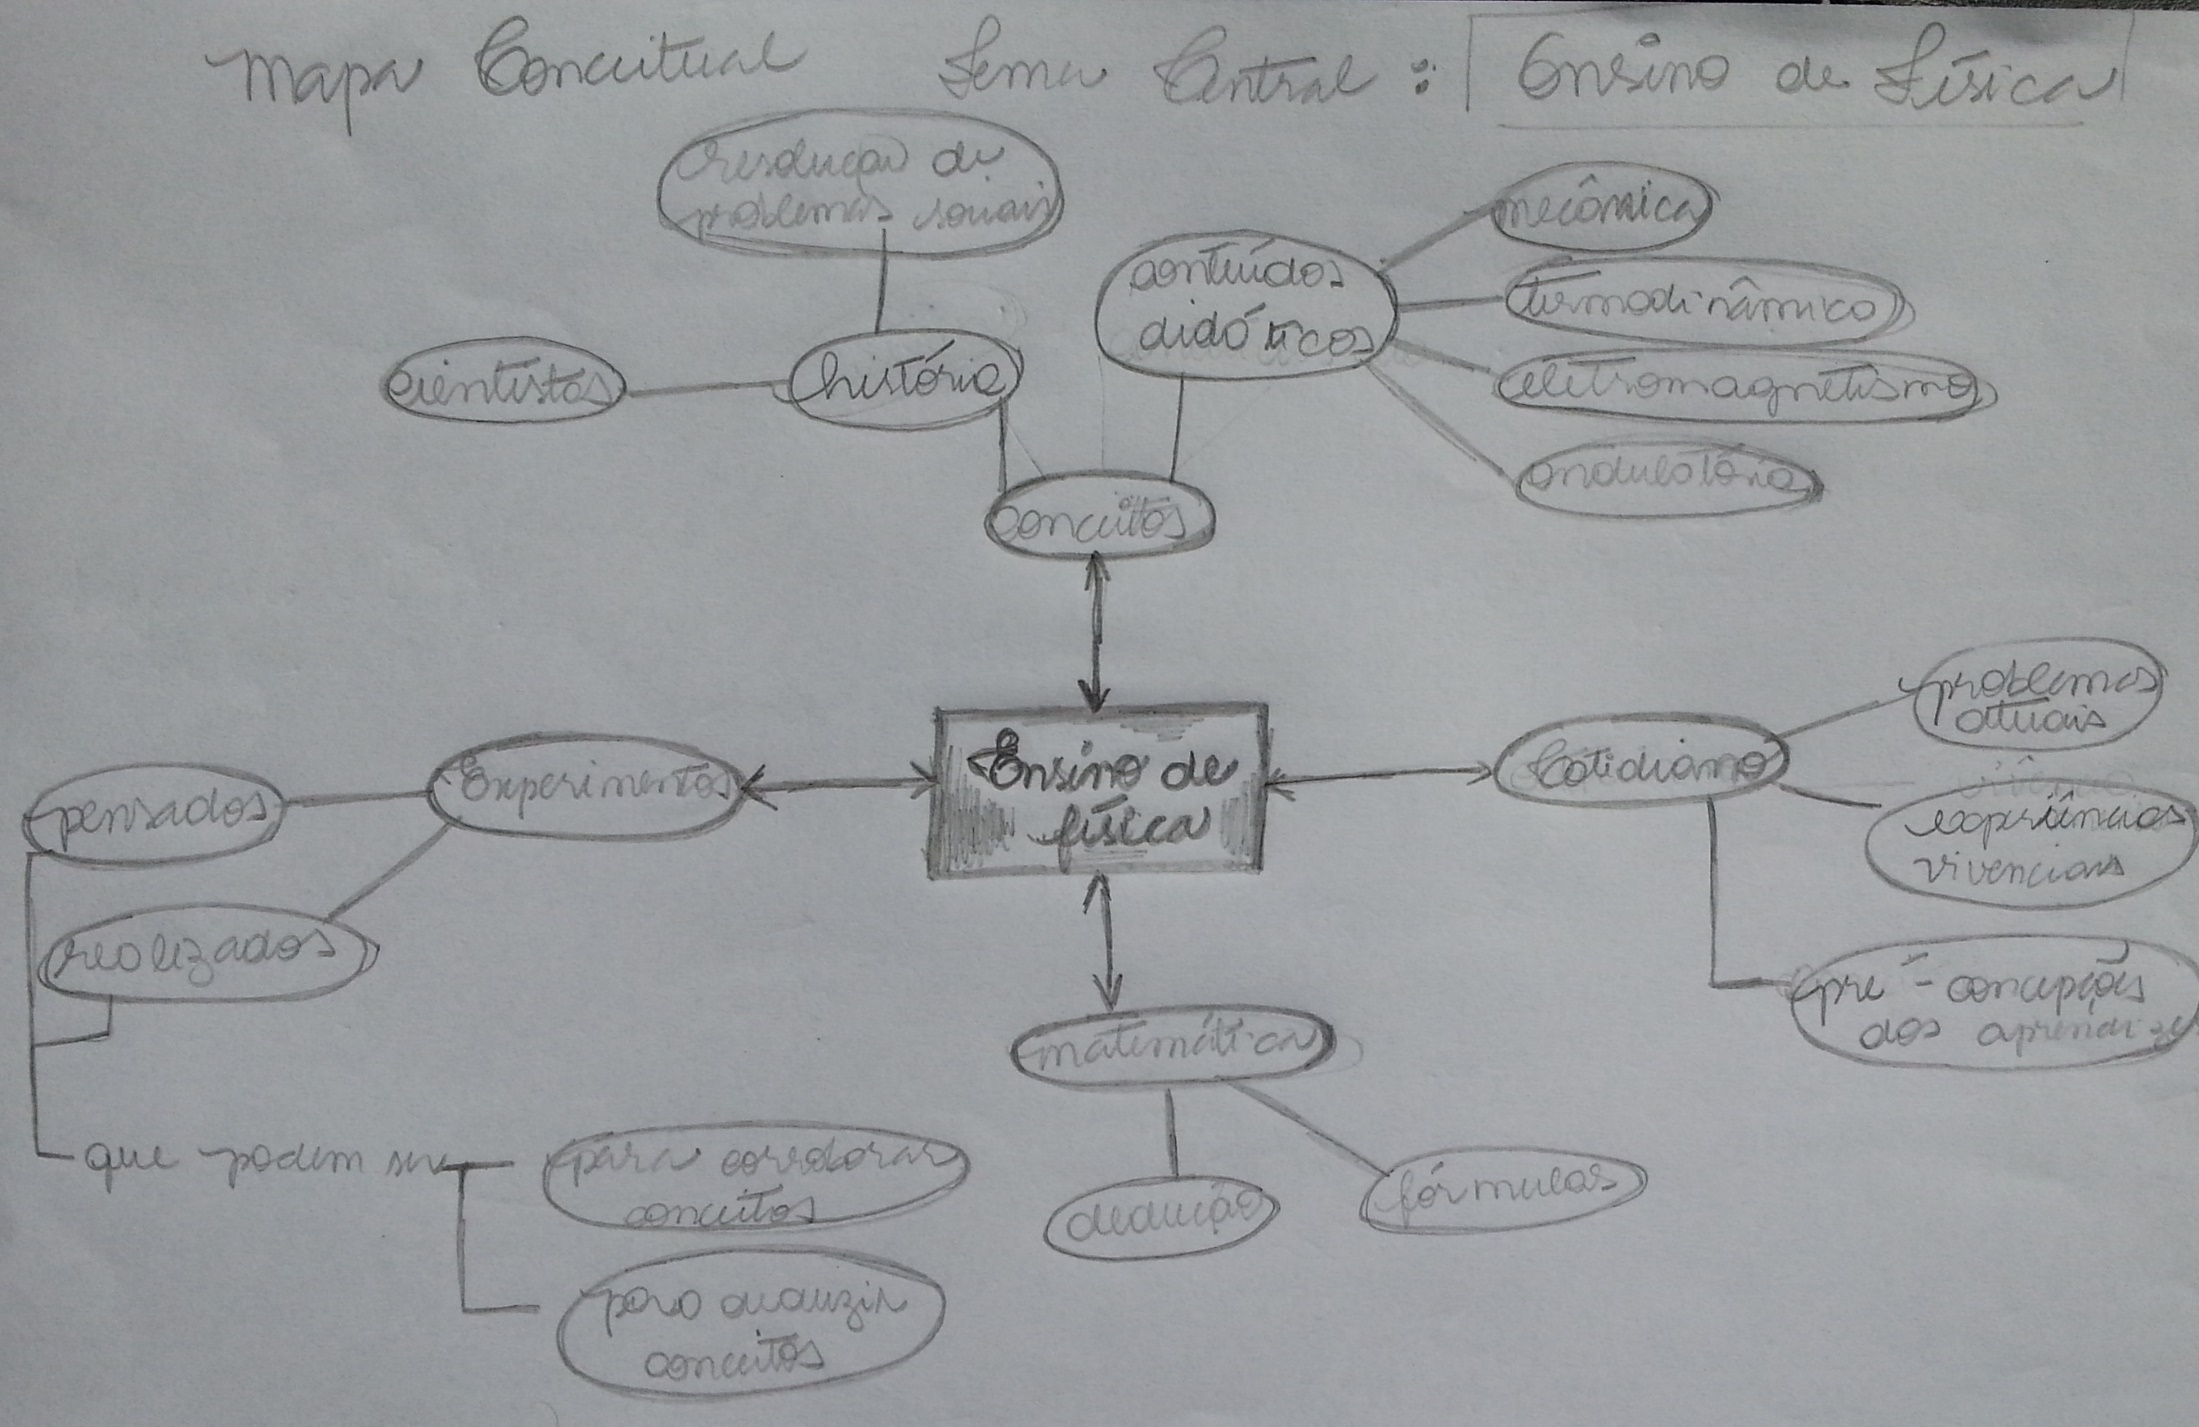 Mapa Conceitual Tema Central : Ensino de Física
resolução de
problemas sociais
conteúdos
didáticos
mecânica
termodinâmica
eletromagnetismo
ondulatória
cientistas
história
conceitos
problemas
atuais
Ensino de
física
Experimentos
pensados
realizados
Cotidiano
experiências
vivenciais
pré-concepções
dos aprendize
matemática
que podem ser
para corroborar
conceitos
dedução
fórmulas
para deduzir
conceitos